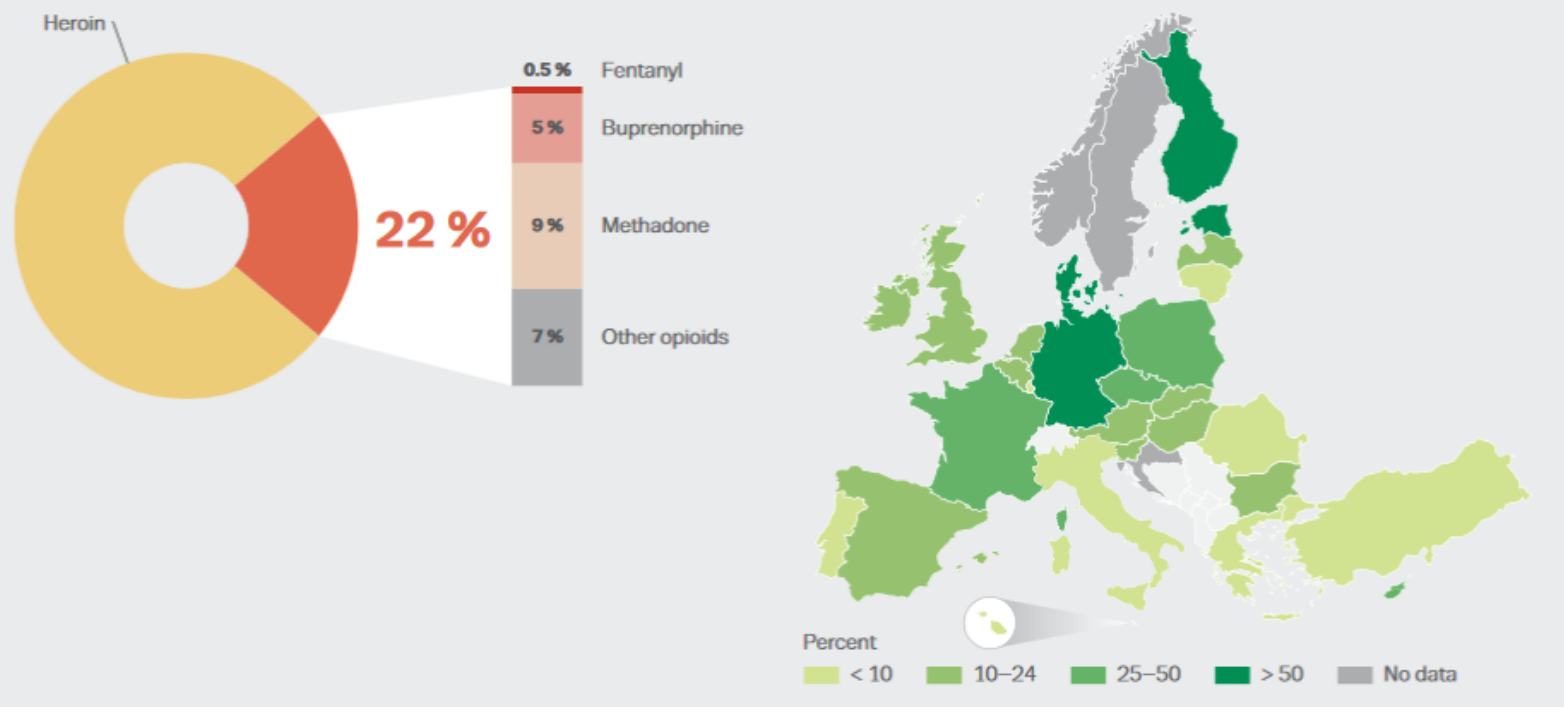 Heroin
0.5 % Fentanyl
5 % Buprenorphine
22 %
9 % Methadone
7 % Other opioids
Percent
< 10 10–24 25–50 > 50 No data